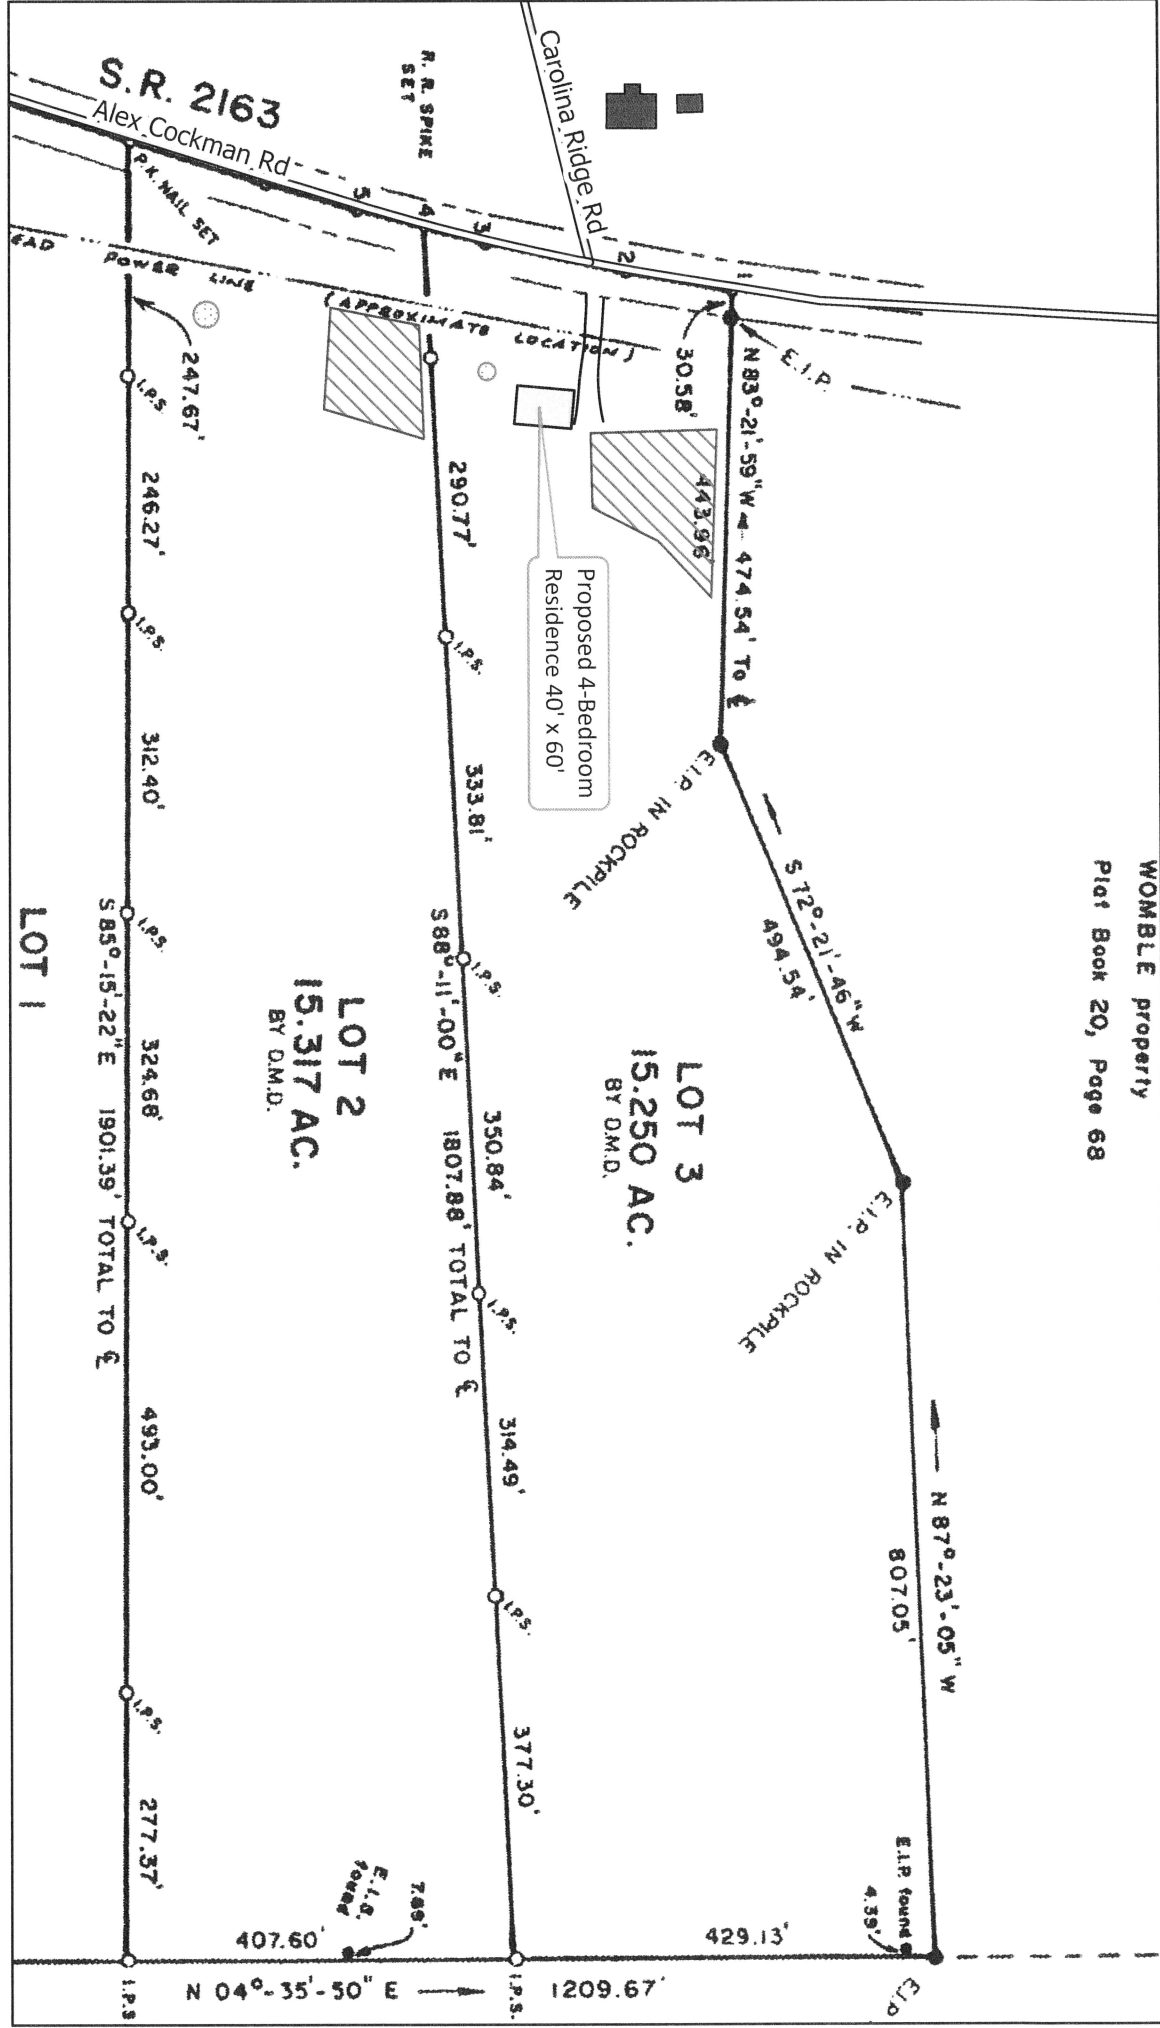 WOMBLE property
Plat Book 20, Page 68
S.R. 2163
Alex Cockman Rd
Carolina Ridge Rd
R.R. SPIKE
SET
P.K. NAIL SET
EAD POWER LINE
(APPROXIMATE LOCATION)
1
2
3
4
5
30.58'
E.I.P.
N 83°-21'-59" W 474.54' To ℄
443.96'
E.I.P. IN ROCKPILE
S 72°-21'-46" W
494.54'
E.I.P. IN ROCKPILE
N 87°-23'-05" W
807.05'
E.I.P. found
4.39'
E.I.P.
Proposed 4-Bedroom
Residence 40' x 60'
LOT 3
15.250 AC.
BY D.M.D.
290.77'
I.P.S.
333.81'
I.P.S.
350.84'
I.P.S.
314.49'
I.P.S.
377.30'
S 88°-11'-00" E 1807.88' TOTAL TO ℄
LOT 2
15.317 AC.
BY D.M.D.
247.67'
I.P.S.
246.27'
I.P.S.
312.40'
I.P.S.
324.68'
I.P.S.
493.00'
I.P.S.
277.37'
S 85°-15'-22" E 1901.39' TOTAL TO ℄
LOT 1
429.13'
407.60'
E.I.S.
found
I.P.S.
N 04°-35'-50" E 1209.67'
I.P.S.